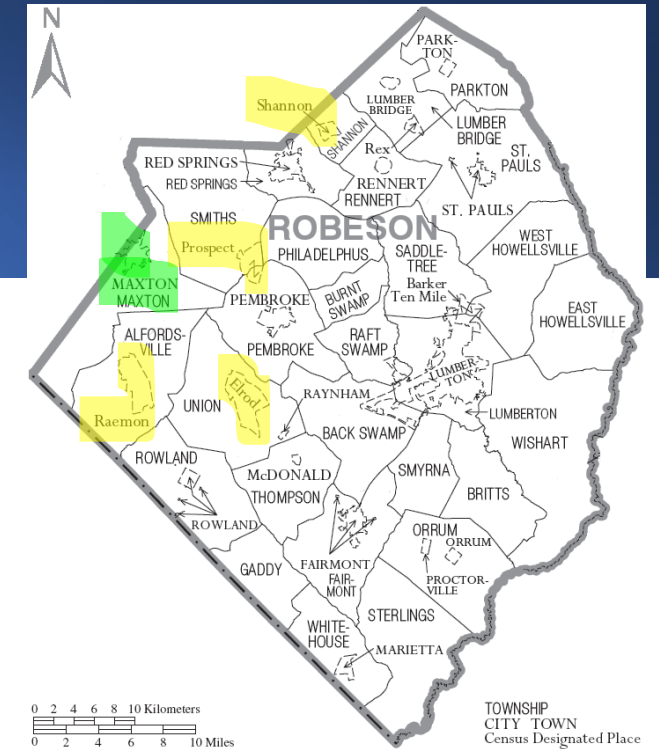 N
PARK-
TON
PARKTON
Shannon
LUMBER
BRIDGE
SHANNON
LUMBER
BRIDGE
Rex
ST.
PAULS
RED SPRINGS
RED SPRINGS
RENNERT
RENNERT
ST. PAULS
SMITHS
ROBESON
Prospect
PHILADELPHUS
SADDLE-
TREE
WEST
HOWELLSVILLE
MAXTON
MAXTON
PEMBROKE
BURNT
SWAMP
Barker
Ten Mile
EAST
HOWELLSVILLE
ALFORDS-
VILLE
PEMBROKE
RAFT
SWAMP
LUMBER-
TON
Elrod
RAYNHAM
UNION
LUMBERTON
Raemon
BACK SWAMP
WISHART
ROWLAND
McDONALD
SMYRNA
THOMPSON
BRITTS
ROWLAND
ORRUM
ORRUM
FAIRMONT
FAIR-
MONT
GADDY
PROCTOR-
VILLE
STERLINGS
WHITE-
HOUSE
MARIETTA
0 2 4 6 8 10 Kilometers
0 2 4 6 8 10 Miles
TOWNSHIP
CITY TOWN
Census Designated Place